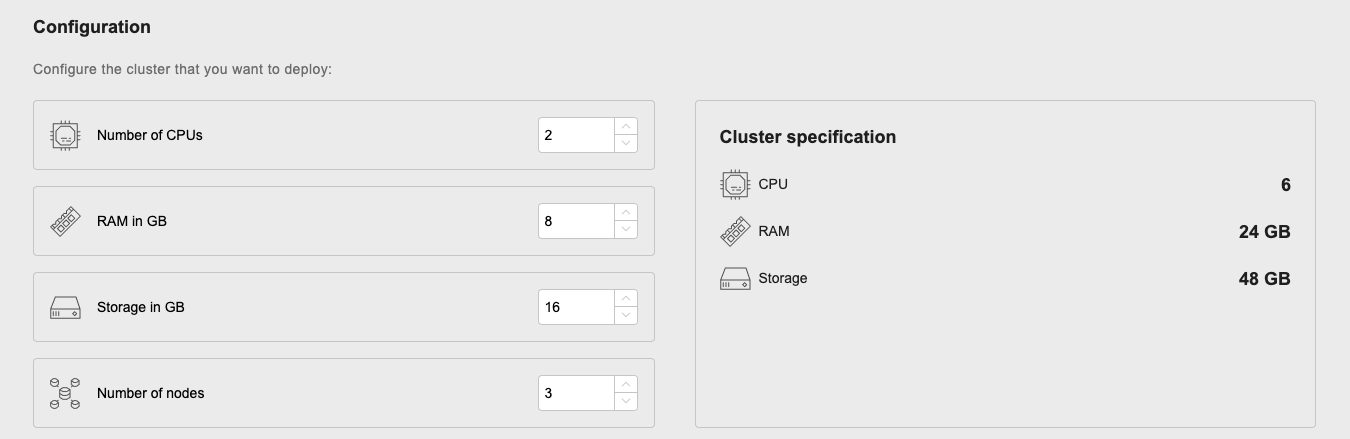 Configuration
Configure the cluster that you want to deploy:
Number of CPUs
2
RAM in GB
8
Storage in GB
16
Number of nodes
3
Cluster specification
CPU
6
RAM
24 GB
Storage
48 GB